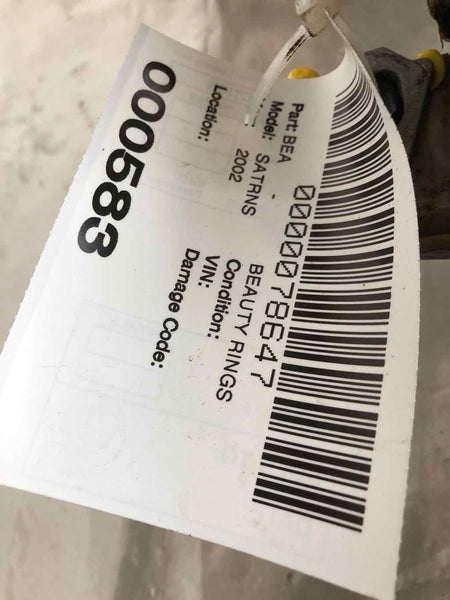 0000078647
Part: BEA - BEAUTY RINGS
Model: SATRNS Condition:
: 2002 VIN:
Location: Damage Code:
000583